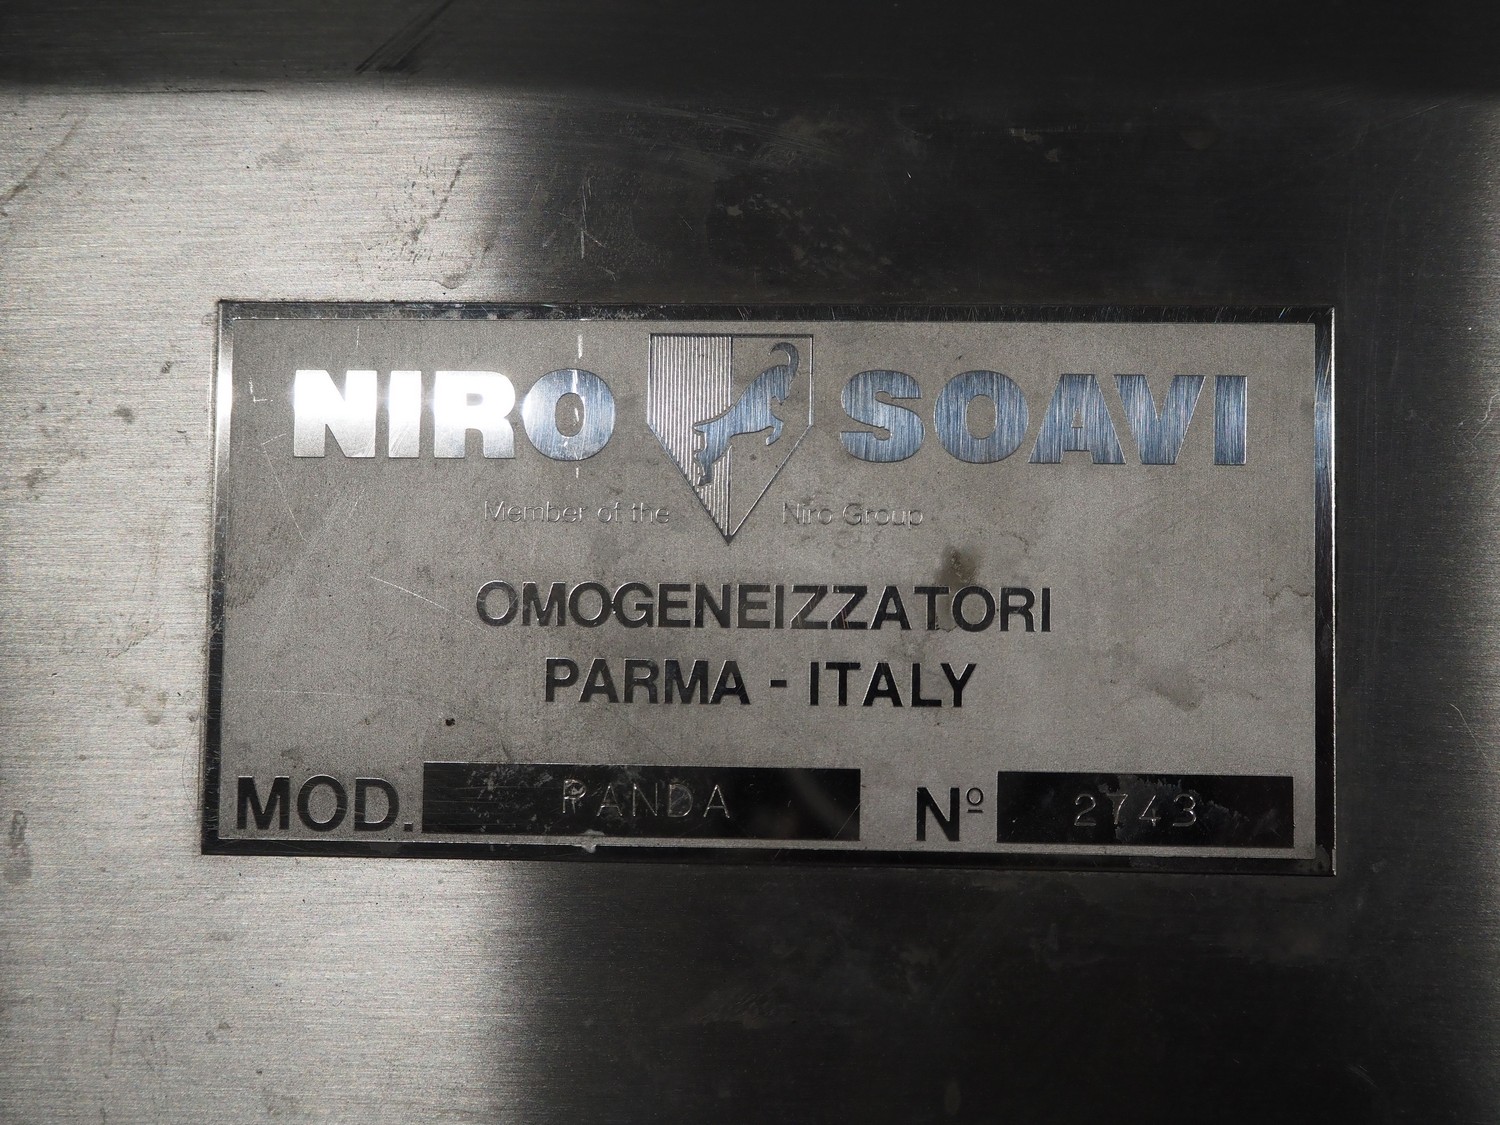 NIRO SOAVI
Member of the Niro Group
OMOGENEIZZATORI
PARMA - ITALY
MOD. PANDA Nº 2743